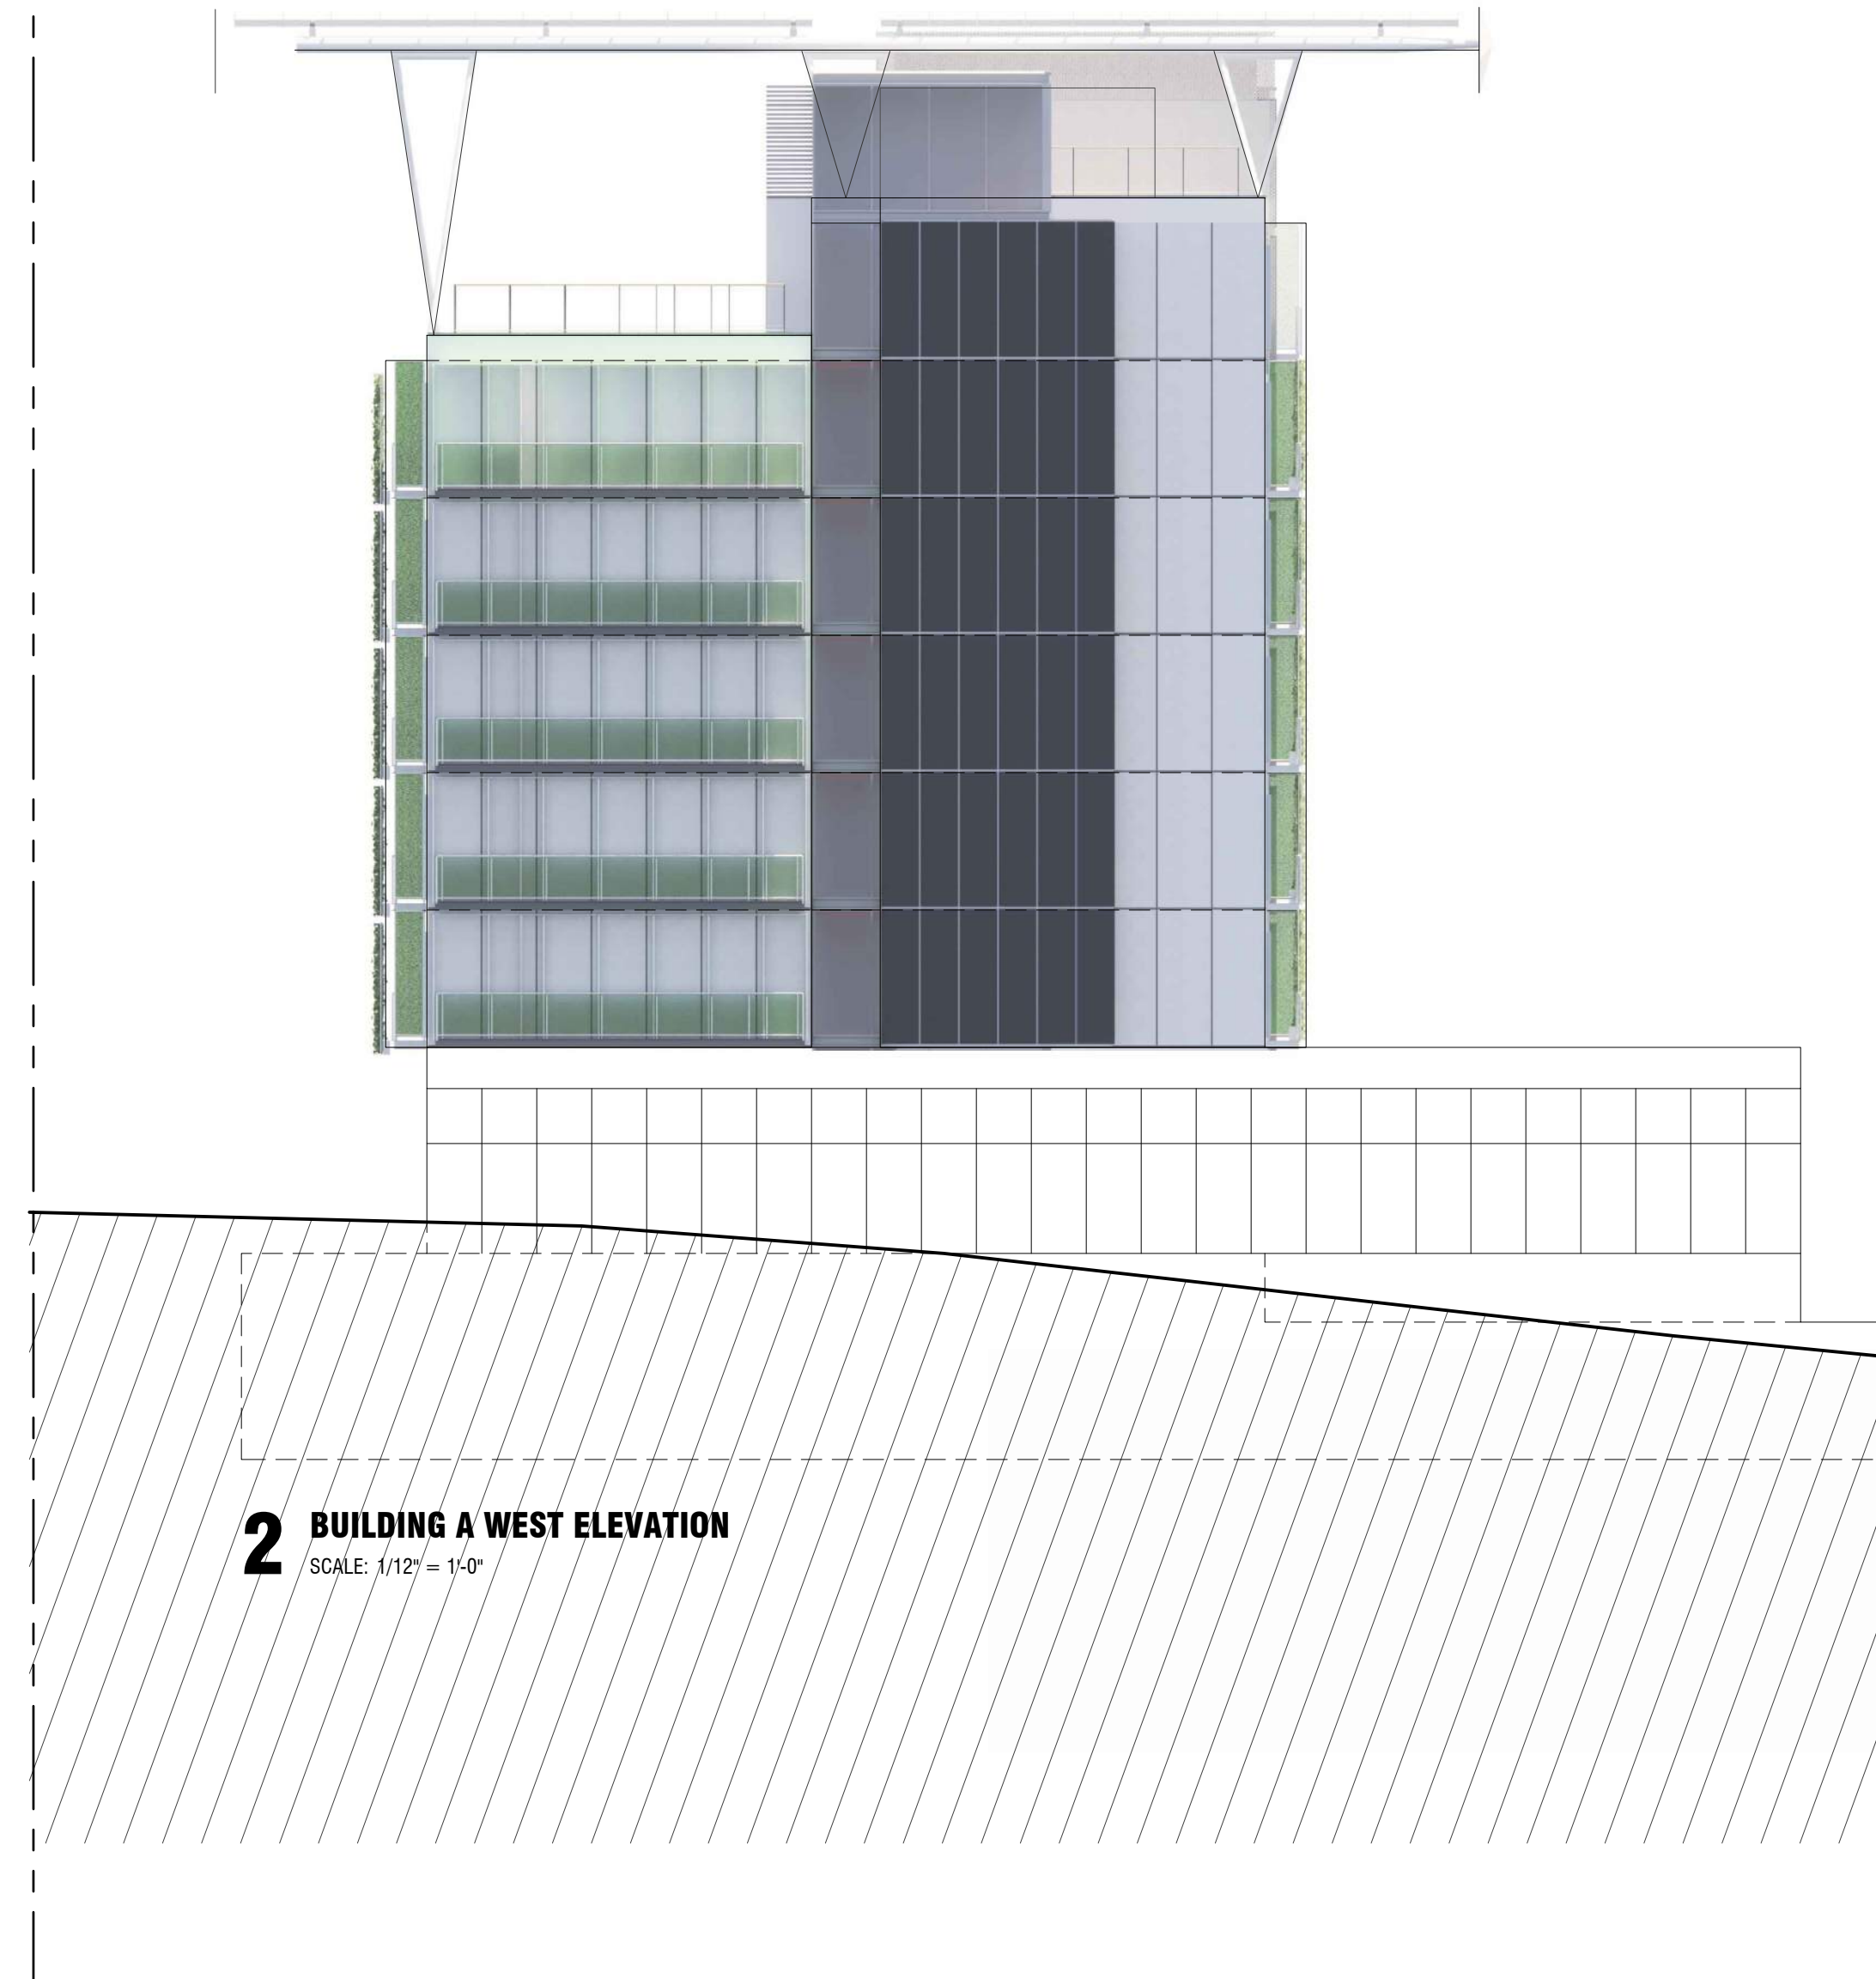 2 BUILDING A WEST ELEVATION
SCALE: 1/12" = 1'-0"